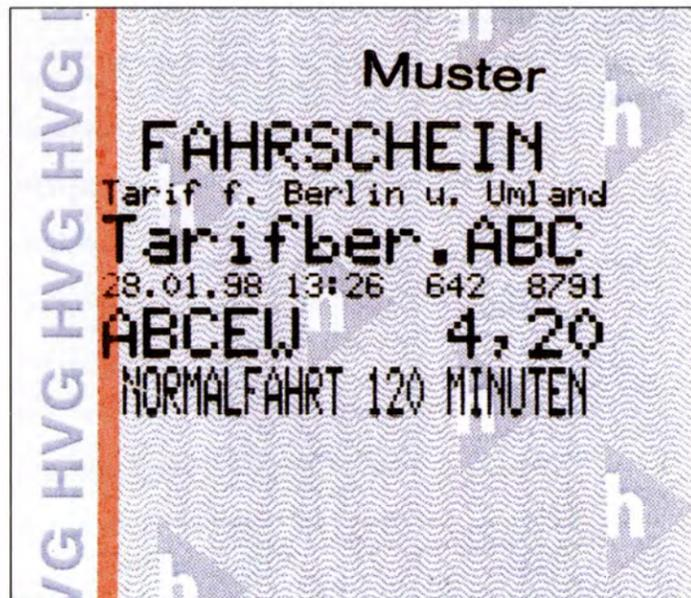 Muster
FAHRSCHEIN
Tarif f. Berlin u. Umland
Tarifber.ABC
28.01.98 13:26 642 8791
ABCEW 4,20
NORMALFAHRT 120 MINUTEN
HVG HVG HVG HVG
h
h
h
h
h
h